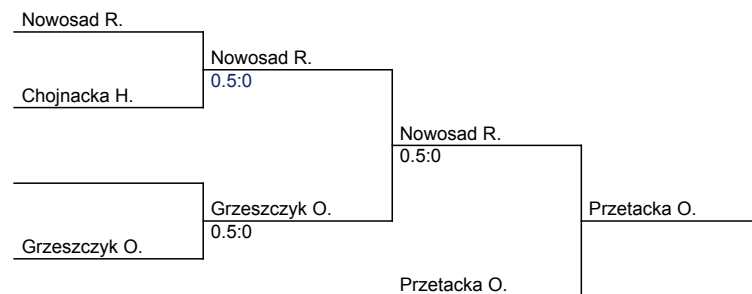 Nowosad R.
Nowosad R.
0.5:0
Chojnacka H.
Nowosad R.
0.5:0
Grzeszczyk O.
0.5:0
Przetacka O.
Grzeszczyk O.
Przetacka O.